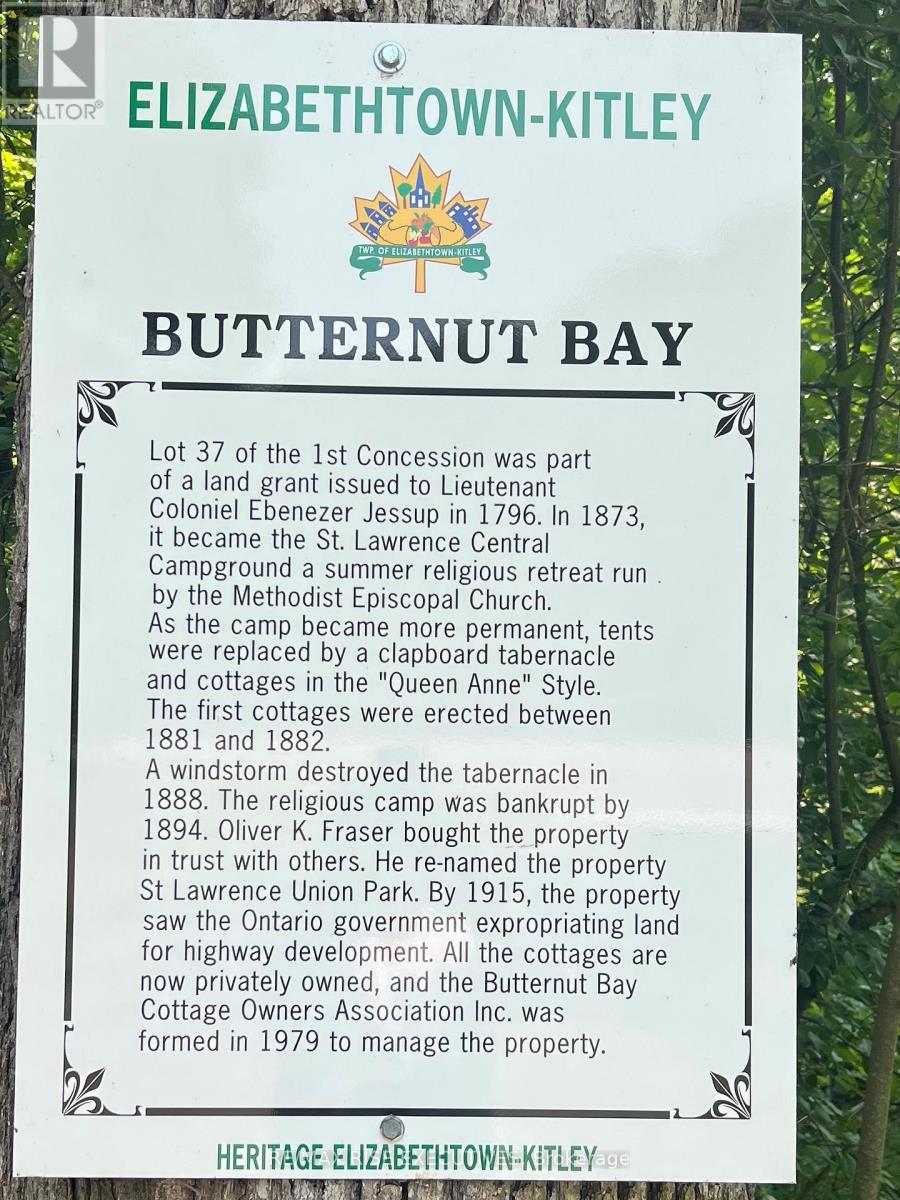 R
REALTOR®
ELIZABETHTOWN-KITLEY
TWP. OF ELIZABETHTOWN-KITLEY
BUTTERNUT BAY
Lot 37 of the 1st Concession was part
of a land grant issued to Lieutenant
Coloniel Ebenezer Jessup in 1796. In 1873,
it became the St. Lawrence Central
Campground a summer religious retreat run .
by the Methodist Episcopal Church.
As the camp became more permanent, tents
were replaced by a clapboard tabernacle
and cottages in the "Queen Anne" Style.
The first cottages were erected between
1881 and 1882.
A windstorm destroyed the tabernacle in
1888. The religious camp was bankrupt by
1894. Oliver K. Fraser bought the property
in trust with others. He re-named the property
St Lawrence Union Park. By 1915, the property
saw the Ontario government expropriating land
for highway development. All the cottages are
now privately owned, and the Butternut Bay
Cottage Owners Association Inc. was
formed in 1979 to manage the property.
HERITAGE ELIZABETHTOWN-KITLEY
RE/MAX RISE EXECUTIVES, Brokerage